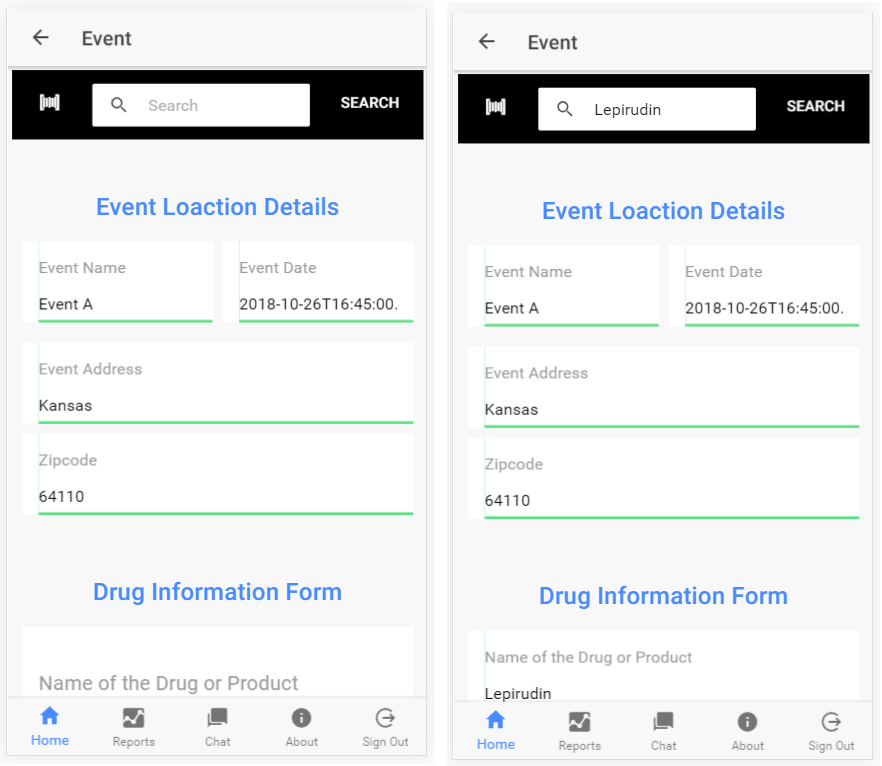 Event
Search
SEARCH
Event Loaction Details
Event Name
Event Date
Event A
2018-10-26T16:45:00.
Event Address
Kansas
Zipcode
64110
Drug Information Form
Name of the Drug or Product
Home
Reports
Chat
About
Sign Out
Event
Lepirudin
SEARCH
Event Loaction Details
Event Name
Event Date
Event A
2018-10-26T16:45:00.
Event Address
Kansas
Zipcode
64110
Drug Information Form
Name of the Drug or Product
Lepirudin
Home
Reports
Chat
About
Sign Out